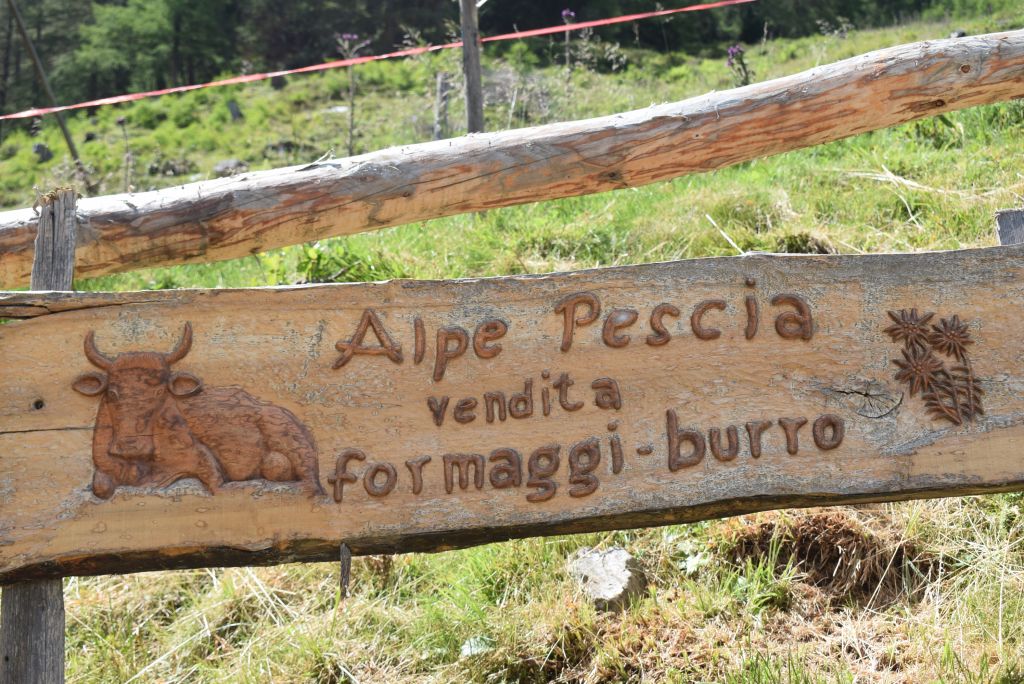 Alpe Pescia
vendita
formaggi-burro